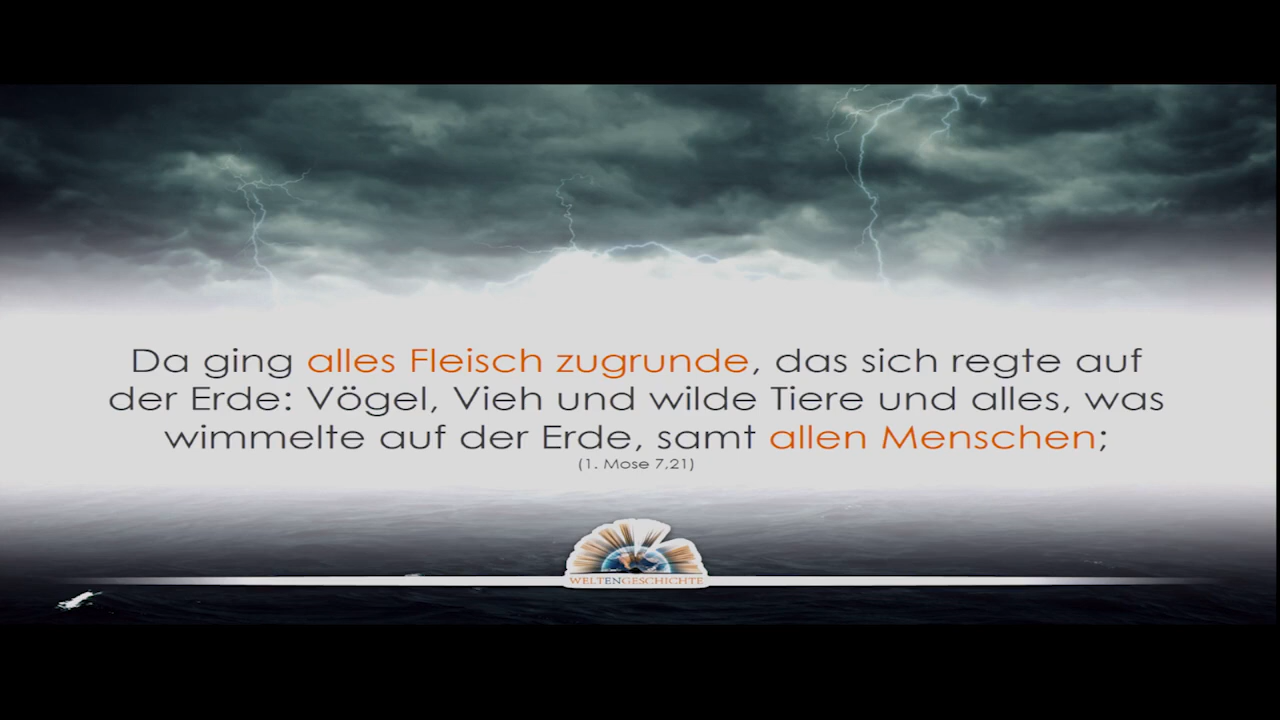 Da ging alles Fleisch zugrunde, das sich regte auf
der Erde: Vögel, Vieh und wilde Tiere und alles, was
wimmelte auf der Erde, samt allen Menschen;
(1. Mose 7,21)
WELTENGESCHICHTE